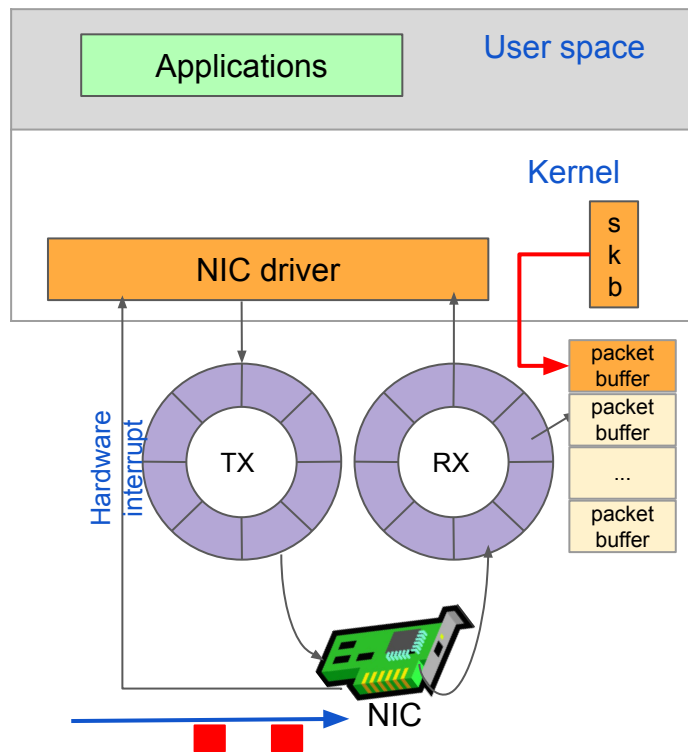 Applications
User space
Kernel
s
k
b
NIC driver
packet
buffer
packet
buffer
...
packet
buffer
Hardware
interrupt
TX
RX
NIC